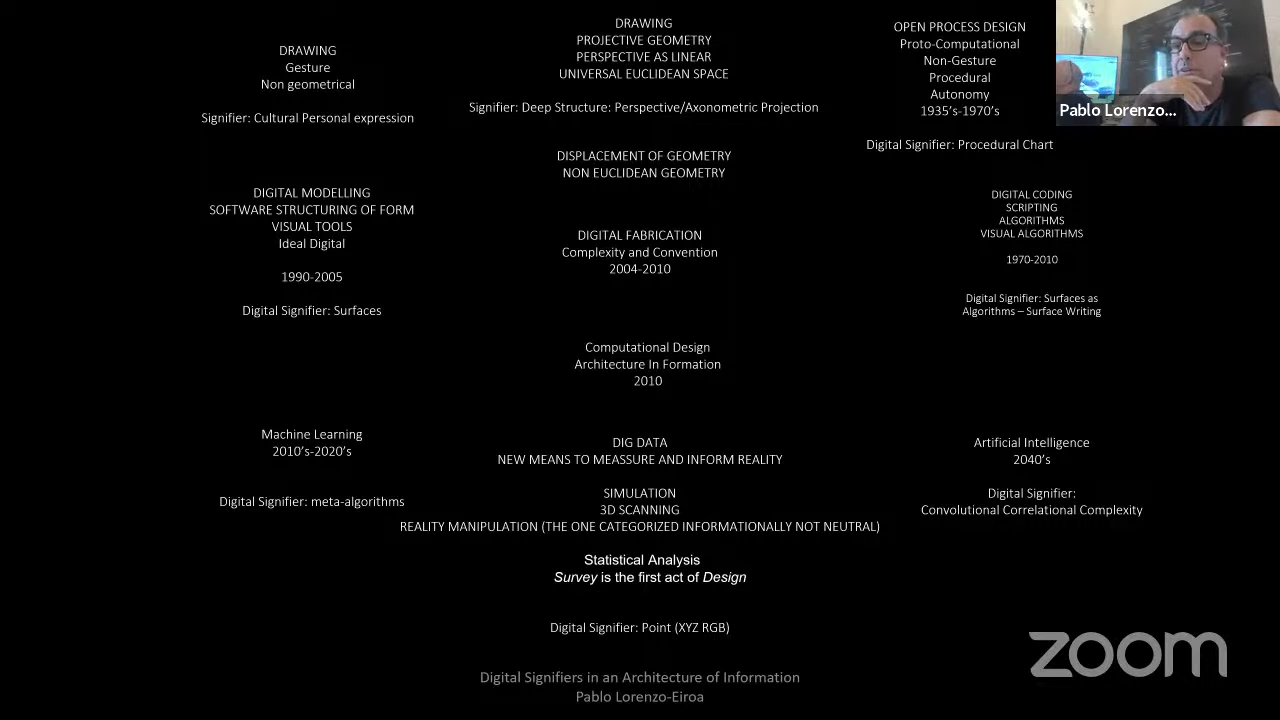 DRAWING
Gesture
Non geometrical
Signifier: Cultural Personal expression
DRAWING
PROJECTIVE GEOMETRY
PERSPECTIVE AS LINEAR
UNIVERSAL EUCLIDEAN SPACE
Signifier: Deep Structure: Perspective/Axonometric Projection
OPEN PROCESS DESIGN
Proto-Computational
Non-Gesture
Procedural
Autonomy
1935's-1970's
Digital Signifier: Procedural Chart
Pablo Lorenzo...
DISPLACEMENT OF GEOMETRY
NON EUCLIDEAN GEOMETRY
DIGITAL MODELLING
SOFTWARE STRUCTURING OF FORM
VISUAL TOOLS
Ideal Digital
1990-2005
Digital Signifier: Surfaces
DIGITAL FABRICATION
Complexity and Convention
2004-2010
DIGITAL CODING
SCRIPTING
ALGORITHMS
VISUAL ALGORITHMS
1970-2010
Digital Signifier: Surfaces as
Algorithms – Surface Writing
Computational Design
Architecture In Formation
2010
Machine Learning
2010's-2020's
Digital Signifier: meta-algorithms
DIG DATA
NEW MEANS TO MEASSURE AND INFORM REALITY
SIMULATION
3D SCANNING
REALITY MANIPULATION (THE ONE CATEGORIZED INFORMATIONALLY NOT NEUTRAL)
Statistical Analysis
Survey is the first act of Design
Digital Signifier: Point (XYZ RGB)
Artificial Intelligence
2040's
Digital Signifier:
Convolutional Correlational Complexity
Digital Signifiers in an Architecture of Information
Pablo Lorenzo-Eiroa
zoom